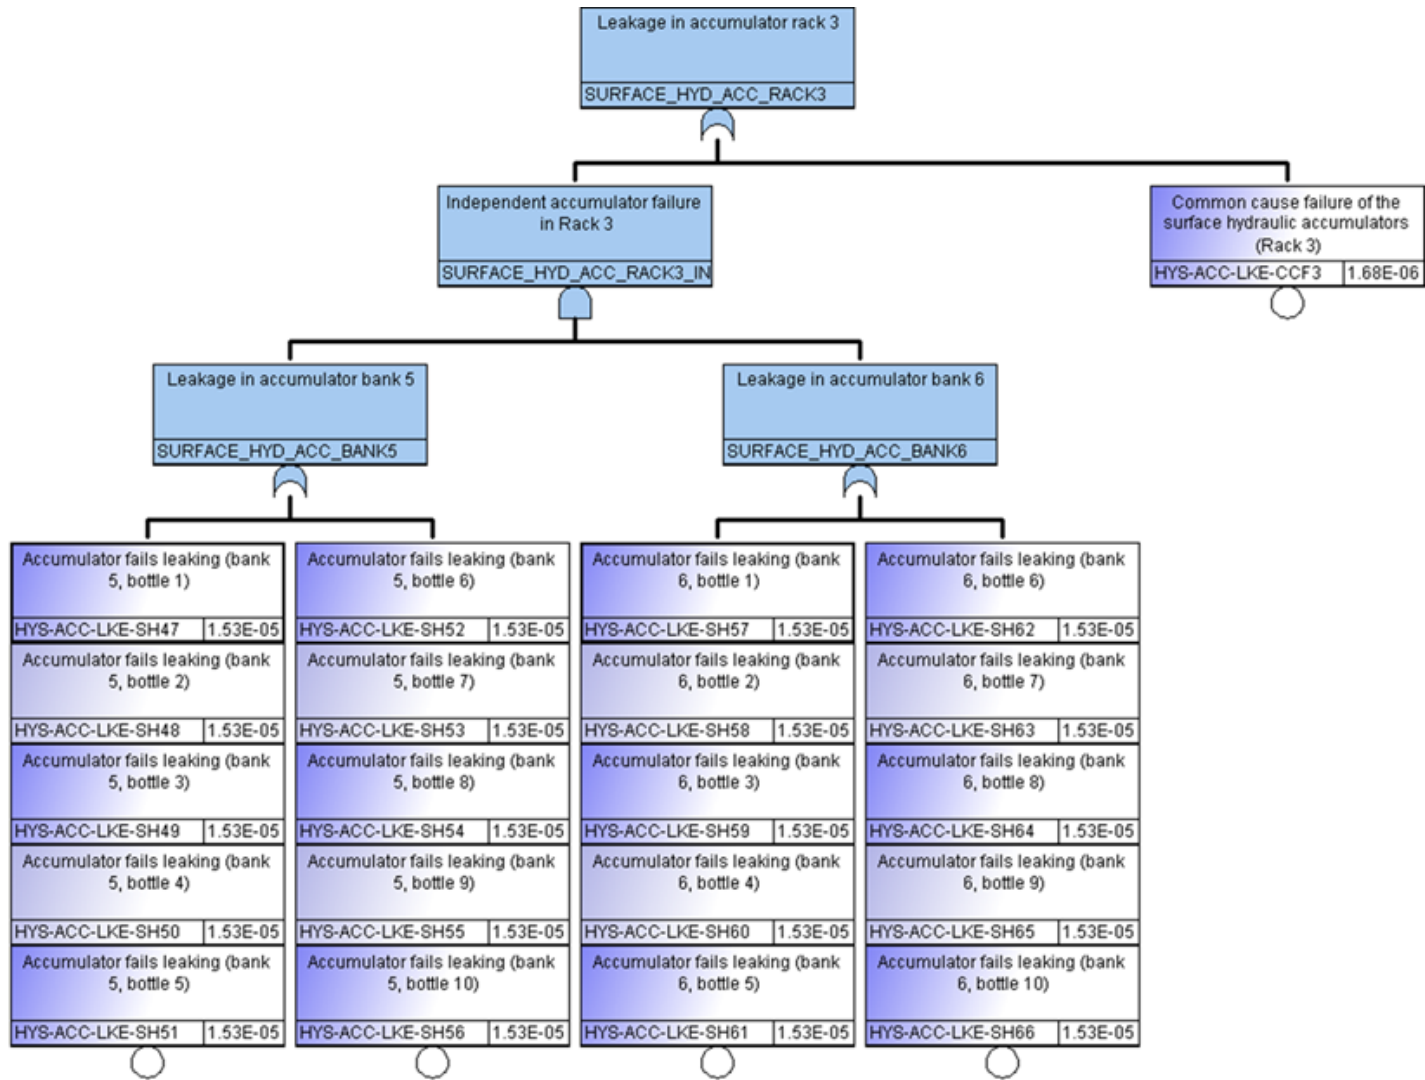 Leakage in accumulator rack 3
SURFACE_HYD_ACC_RACK3
Independent accumulator failure
in Rack 3
SURFACE_HYD_ACC_RACK3_IN
Common cause failure of the
surface hydraulic accumulators
(Rack 3)
HYS-ACC-LKE-CCF3 1.68E-06
Leakage in accumulator bank 5
SURFACE_HYD_ACC_BANK5
Leakage in accumulator bank 6
SURFACE_HYD_ACC_BANK6
Accumulator fails leaking (bank
5, bottle 1)
HYS-ACC-LKE-SH47 1.53E-05
Accumulator fails leaking (bank
5, bottle 2)
HYS-ACC-LKE-SH48 1.53E-05
Accumulator fails leaking (bank
5, bottle 3)
HYS-ACC-LKE-SH49 1.53E-05
Accumulator fails leaking (bank
5, bottle 4)
HYS-ACC-LKE-SH50 1.53E-05
Accumulator fails leaking (bank
5, bottle 5)
HYS-ACC-LKE-SH51 1.53E-05
Accumulator fails leaking (bank
5, bottle 6)
HYS-ACC-LKE-SH52 1.53E-05
Accumulator fails leaking (bank
5, bottle 7)
HYS-ACC-LKE-SH53 1.53E-05
Accumulator fails leaking (bank
5, bottle 8)
HYS-ACC-LKE-SH54 1.53E-05
Accumulator fails leaking (bank
5, bottle 9)
HYS-ACC-LKE-SH55 1.53E-05
Accumulator fails leaking (bank
5, bottle 10)
HYS-ACC-LKE-SH56 1.53E-05
Accumulator fails leaking (bank
6, bottle 1)
HYS-ACC-LKE-SH57 1.53E-05
Accumulator fails leaking (bank
6, bottle 2)
HYS-ACC-LKE-SH58 1.53E-05
Accumulator fails leaking (bank
6, bottle 3)
HYS-ACC-LKE-SH59 1.53E-05
Accumulator fails leaking (bank
6, bottle 4)
HYS-ACC-LKE-SH60 1.53E-05
Accumulator fails leaking (bank
6, bottle 5)
HYS-ACC-LKE-SH61 1.53E-05
Accumulator fails leaking (bank
6, bottle 6)
HYS-ACC-LKE-SH62 1.53E-05
Accumulator fails leaking (bank
6, bottle 7)
HYS-ACC-LKE-SH63 1.53E-05
Accumulator fails leaking (bank
6, bottle 8)
HYS-ACC-LKE-SH64 1.53E-05
Accumulator fails leaking (bank
6, bottle 9)
HYS-ACC-LKE-SH65 1.53E-05
Accumulator fails leaking (bank
6, bottle 10)
HYS-ACC-LKE-SH66 1.53E-05